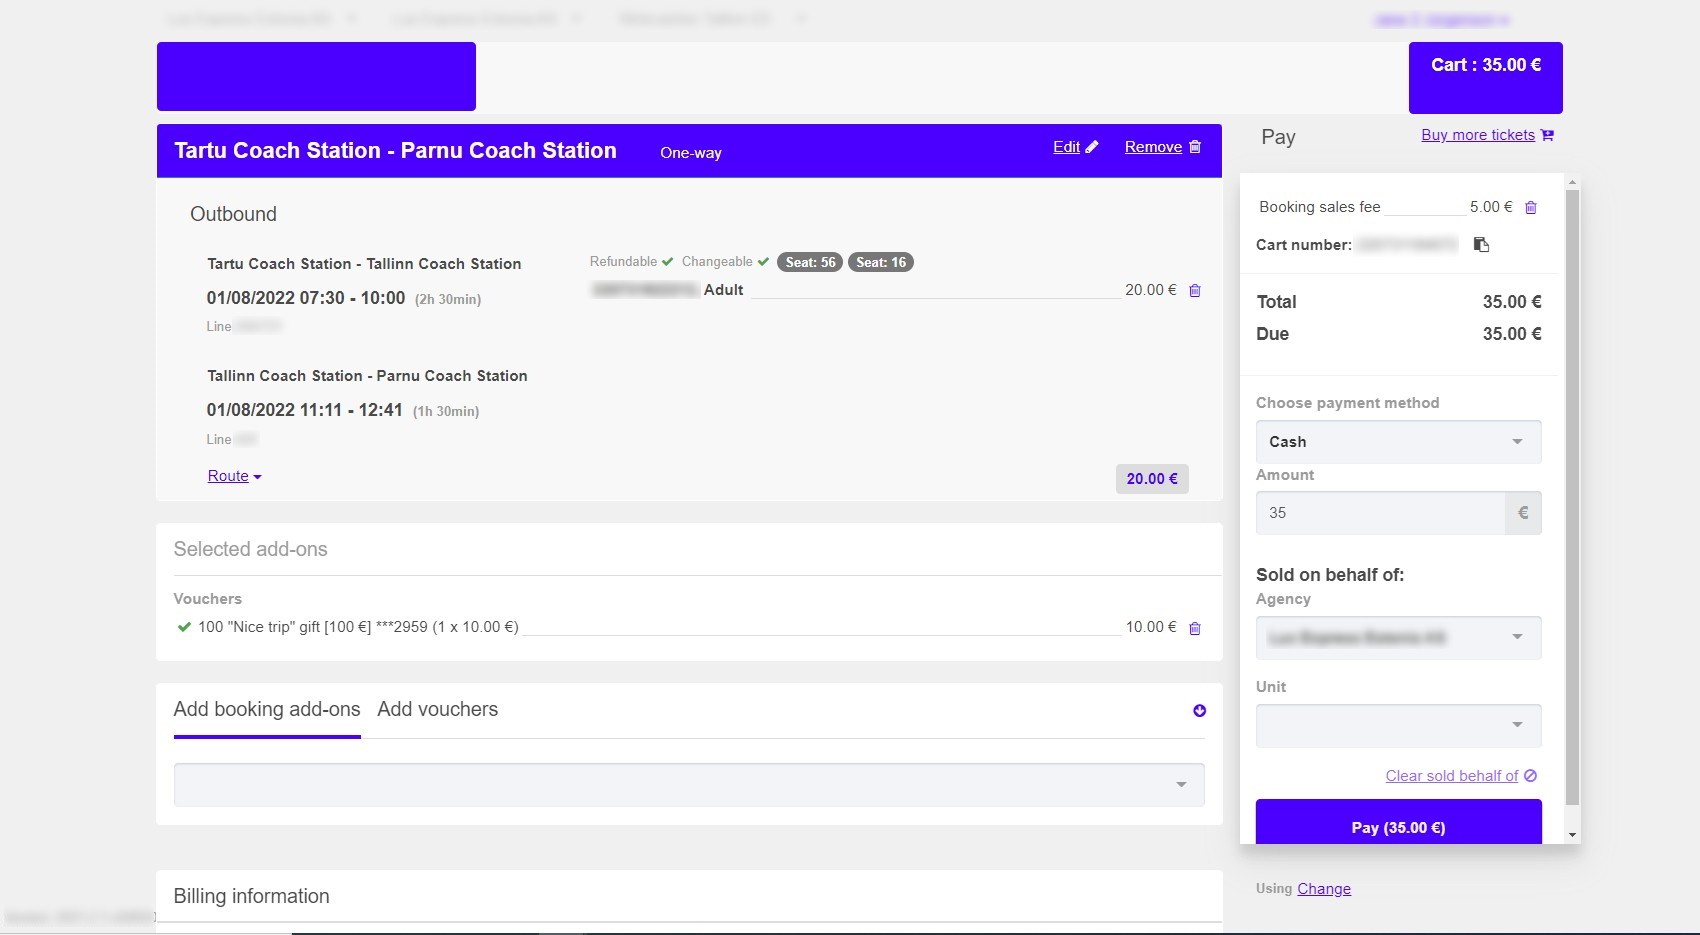 Cart : 35.00 €
Tartu Coach Station - Parnu Coach Station One-way Edit Remove
Outbound
Tartu Coach Station - Tallinn Coach Station
01/08/2022 07:30 - 10:00 (2h 30min)
Line
Refundable Changeable Seat: 56 Seat: 16
Adult 20.00 €
Tallinn Coach Station - Parnu Coach Station
01/08/2022 11:11 - 12:41 (1h 30min)
Line
Route
20.00 €
Selected add-ons
Vouchers
100 "Nice trip" gift [100 €] ***2959 (1 x 10.00 €) 10.00 €
Add booking add-ons Add vouchers
Billing information
Pay Buy more tickets
Booking sales fee 5.00 €
Cart number:
Total 35.00 €
Due 35.00 €
Choose payment method
Cash
Amount
35 €
Sold on behalf of:
Agency
Unit
Clear sold behalf of
Pay (35.00 €)
Using Change